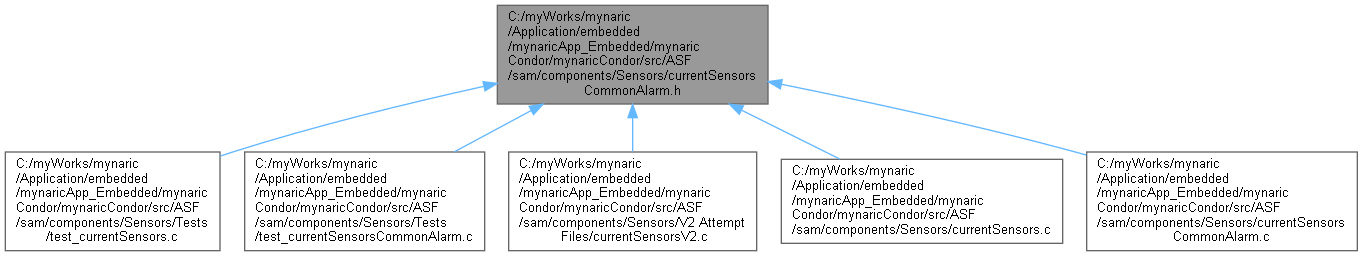 C:/myWorks/mynaric
/Application/embedded
/mynaricApp_Embedded/mynaric
Condor/mynaricCondor/src/ASF
/sam/components/Sensors/currentSensors
CommonAlarm.h
C:/myWorks/mynaric
/Application/embedded
/mynaricApp_Embedded/mynaric
Condor/mynaricCondor/src/ASF
/sam/components/Sensors/Tests
/test_currentSensors.c
C:/myWorks/mynaric
/Application/embedded
/mynaricApp_Embedded/mynaric
Condor/mynaricCondor/src/ASF
/sam/components/Sensors/Tests
/test_currentSensorsCommonAlarm.c
C:/myWorks/mynaric
/Application/embedded
/mynaricApp_Embedded/mynaric
Condor/mynaricCondor/src/ASF
/sam/components/Sensors/V2 Attempt
Files/currentSensorsV2.c
C:/myWorks/mynaric
/Application/embedded
/mynaricApp_Embedded/mynaric
Condor/mynaricCondor/src/ASF
/sam/components/Sensors/currentSensors.c
C:/myWorks/mynaric
/Application/embedded
/mynaricApp_Embedded/mynaric
Condor/mynaricCondor/src/ASF
/sam/components/Sensors/currentSensors
CommonAlarm.c